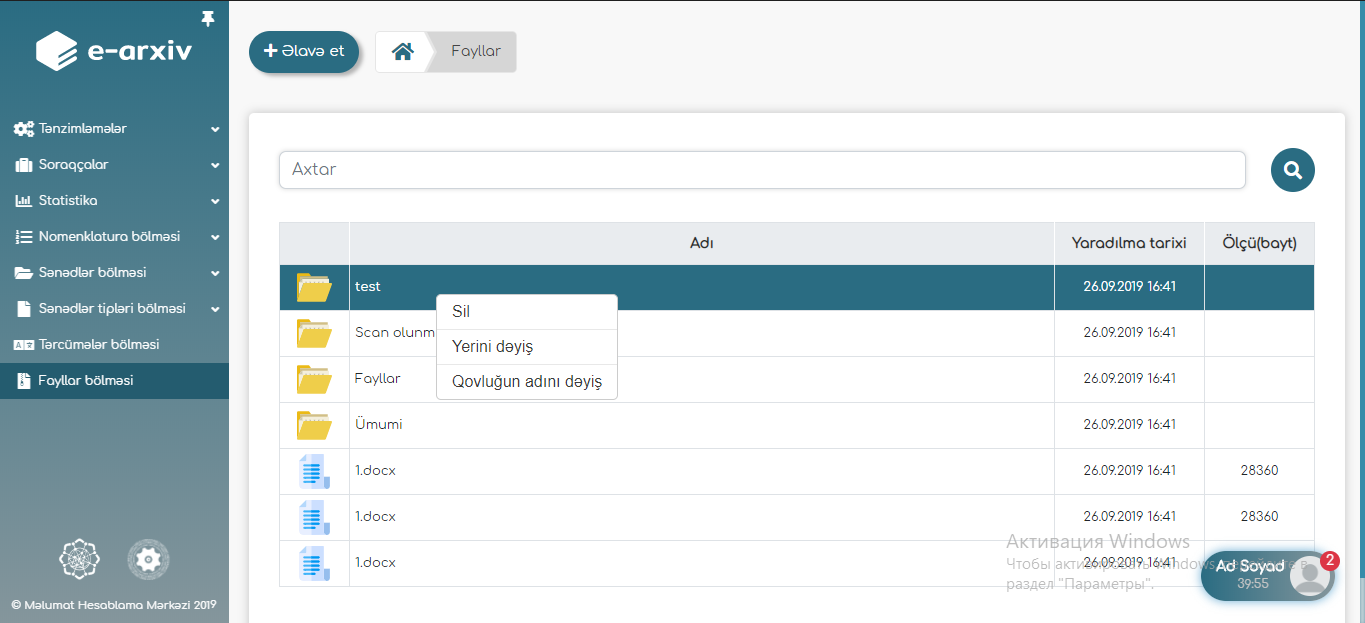 e-arxiv
Tənzimləmələr
Soraqçalar
Statistika
Nomenklatura bölməsi
Sənədlər bölməsi
Sənədlər tipləri bölməsi
Tərcümələr bölməsi
Fayllar bölməsi
© Məlumat Hesablama Mərkəzi 2019
+ Əlavə et
Fayllar
Axtar
Adı Yaradılma tarixi Ölçü(bayt)
test 26.09.2019 16:41
Scan olunm 26.09.2019 16:41
Fayllar 26.09.2019 16:41
Ümumi 26.09.2019 16:41
1.docx 26.09.2019 16:41 28360
1.docx 26.09.2019 16:41 28360
1.docx 26.09.2019 16:41
Sil
Yerini dəyiş
Qovluğun adını dəyiş
Активация Windows
Чтобы активировать Windows
раздел "Параметры".
Ad Soyad
39:55
2